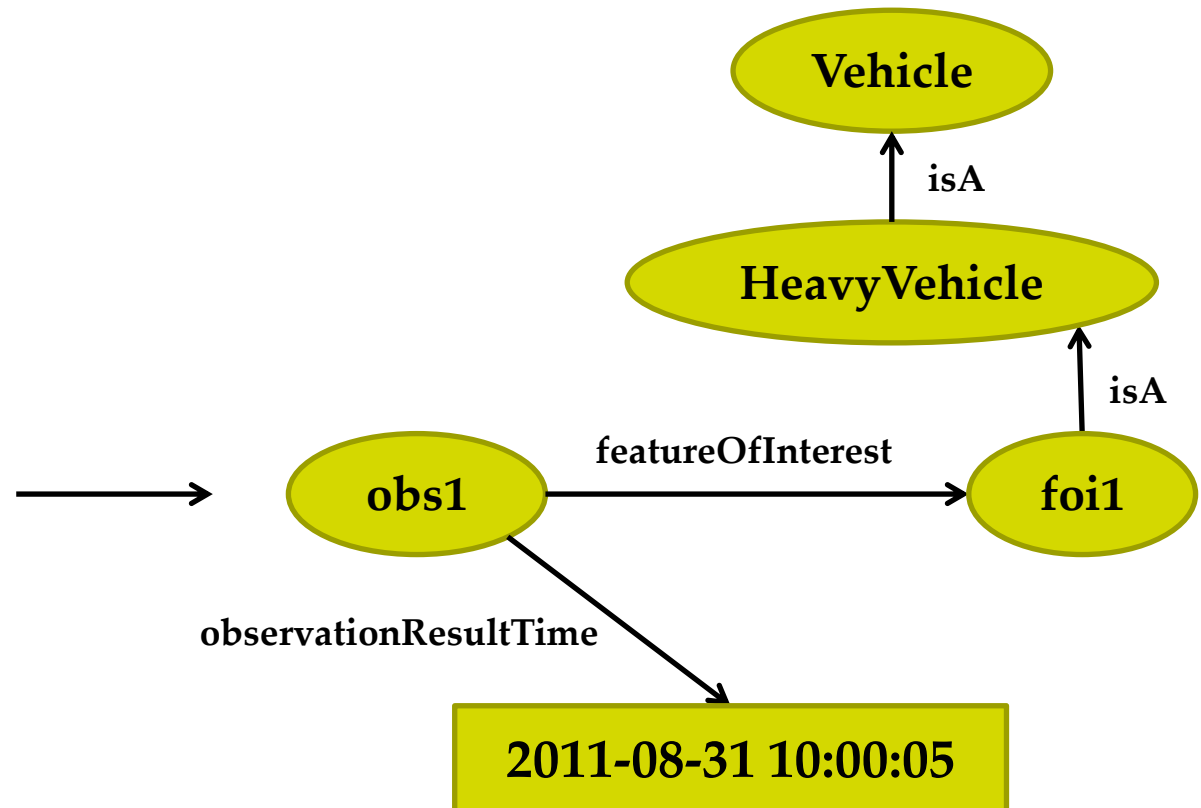 Vehicle
isA
HeavyVehicle
isA
featureOfInterest
obs1
foi1
observationResultTime
2011-08-31 10:00:05